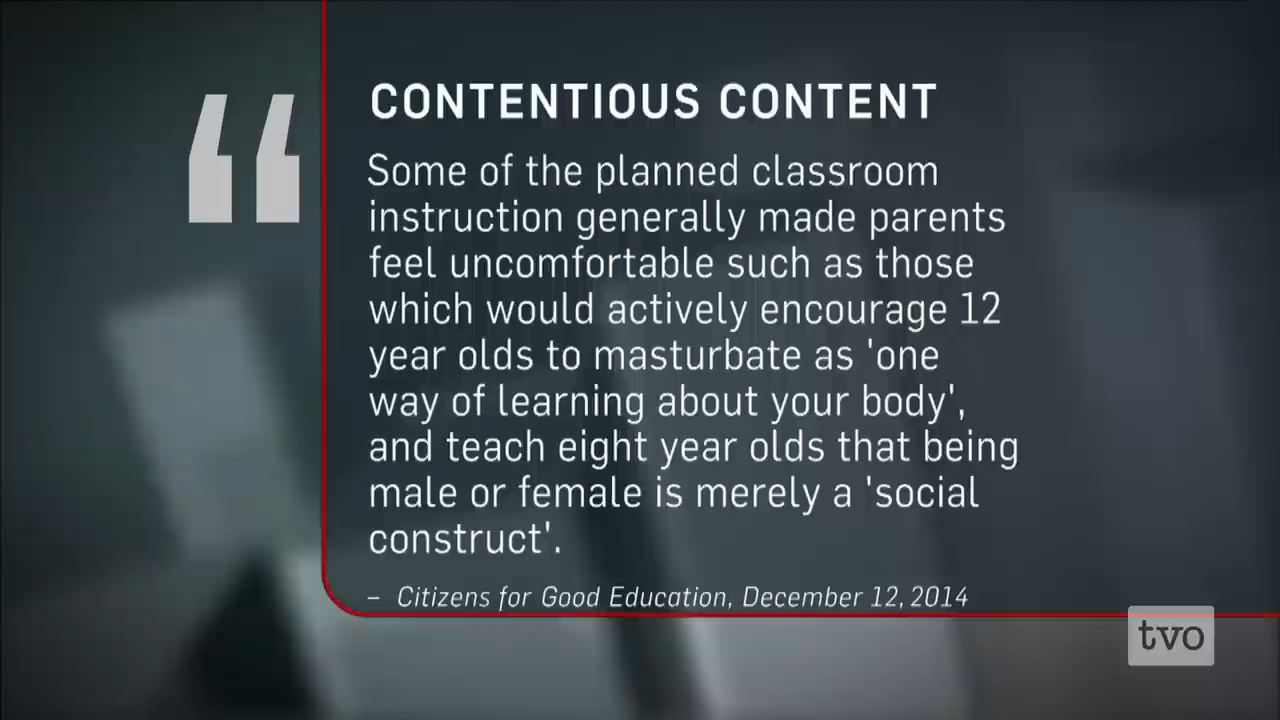 “
CONTENTIOUS CONTENT
Some of the planned classroom
instruction generally made parents
feel uncomfortable such as those
which would actively encourage 12
year olds to masturbate as 'one
way of learning about your body',
and teach eight year olds that being
male or female is merely a 'social
construct'.
– Citizens for Good Education, December 12, 2014
tvo